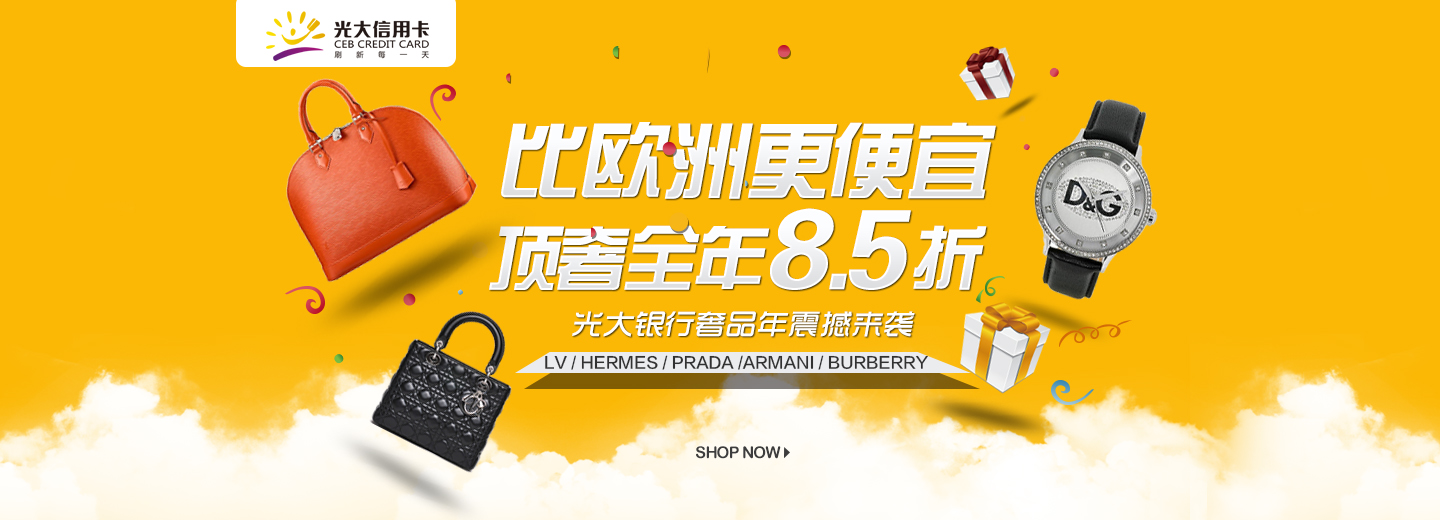 光大信用卡
CEB CREDIT CARD
刷新每一天
比欧洲更便宜
顶奢全年8.5折
光大银行奢品年震撼来袭
LV / HERMES / PRADA /ARMANI / BURBERRY
D&G
SHOP NOW